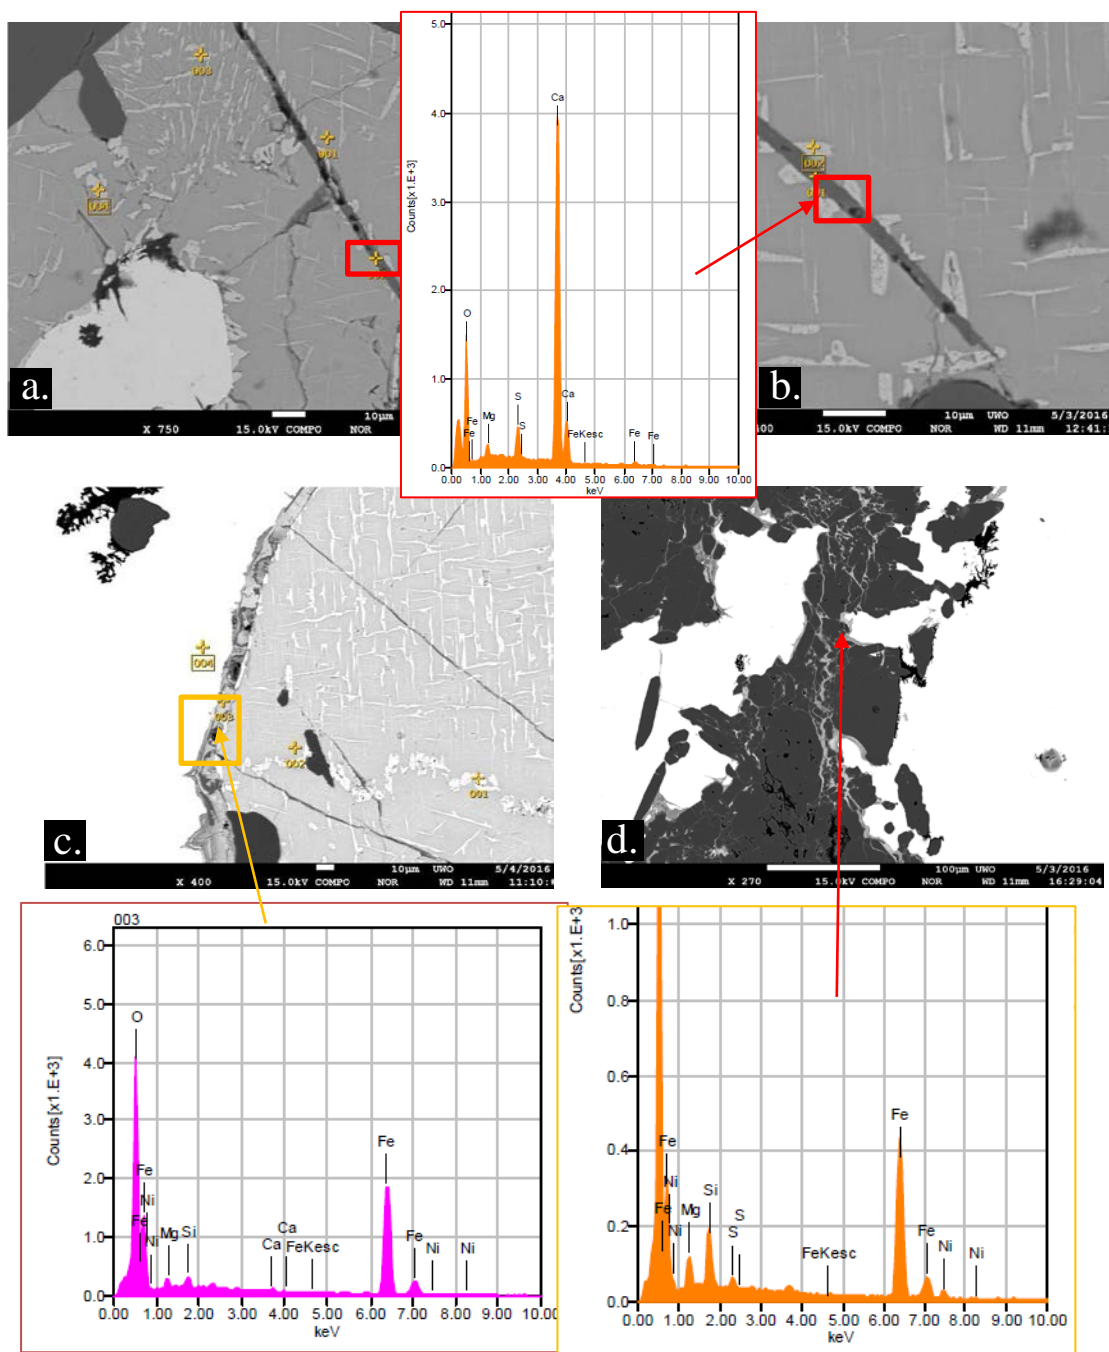 003
001
004
a.
10µm
X 750 15.0kV COMPO NOR
5.0
4.0
3.0
2.0
1.0
0.0
Counts[x1.E+3]
O
Fe
Fe
Mg
S
S
Ca
Ca
FeKesc
Fe
Fe
0.00 1.00 2.00 3.00 4.00 5.00 6.00 7.00 8.00 9.00 10.00
keV
002
001
b.
10µm UWO 5/3/2016
15.0kV COMPO NOR WD 11mm
004
003
002
001
c.
10µm UWO 5/4/2016
X 400 15.0kV COMPO NOR WD 11mm
d.
100µm UWO 5/3/2016
X 270 15.0kV COMPO NOR WD 11mm 16:29:04
003
6.0
5.0
4.0
3.0
2.0
1.0
0.0
Counts[x1.E+3]
O
Fe
Ni
Fe
Ni
Mg
Si
Ca
Ca
FeKesc
Fe
Fe
Ni
Ni
0.00 1.00 2.00 3.00 4.00 5.00 6.00 7.00 8.00 9.00 10.00
keV
1.0
0.8
0.6
0.4
0.2
0.0
Counts[x1.E+3]
Fe
Ni
Fe
Ni
Mg
Si
S
S
FeKesc
Fe
Fe
Ni
Ni
0.00 1.00 2.00 3.00 4.00 5.00 6.00 7.00 8.00 9.00 10.00
keV